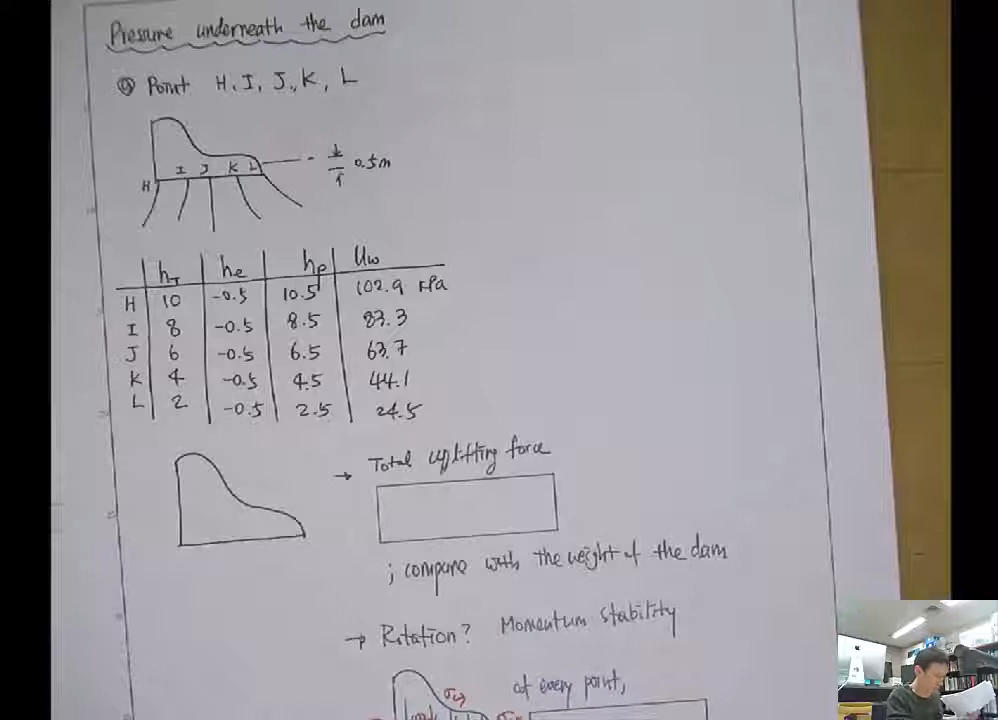 Pressure underneath the dam
@ Point H, I, J, K, L
I J K L
H
0.5m
hT he hp Uw
H 10 -0.5 10.5 102.9 kPa
I 8 -0.5 8.5 83.3
J 6 -0.5 6.5 63.7
K 4 -0.5 4.5 44.1
L 2 -0.5 2.5 24.5
→ Total uplifting force
; compare with the weight of the dam
→ Rotation? Momentum stability
at every point,